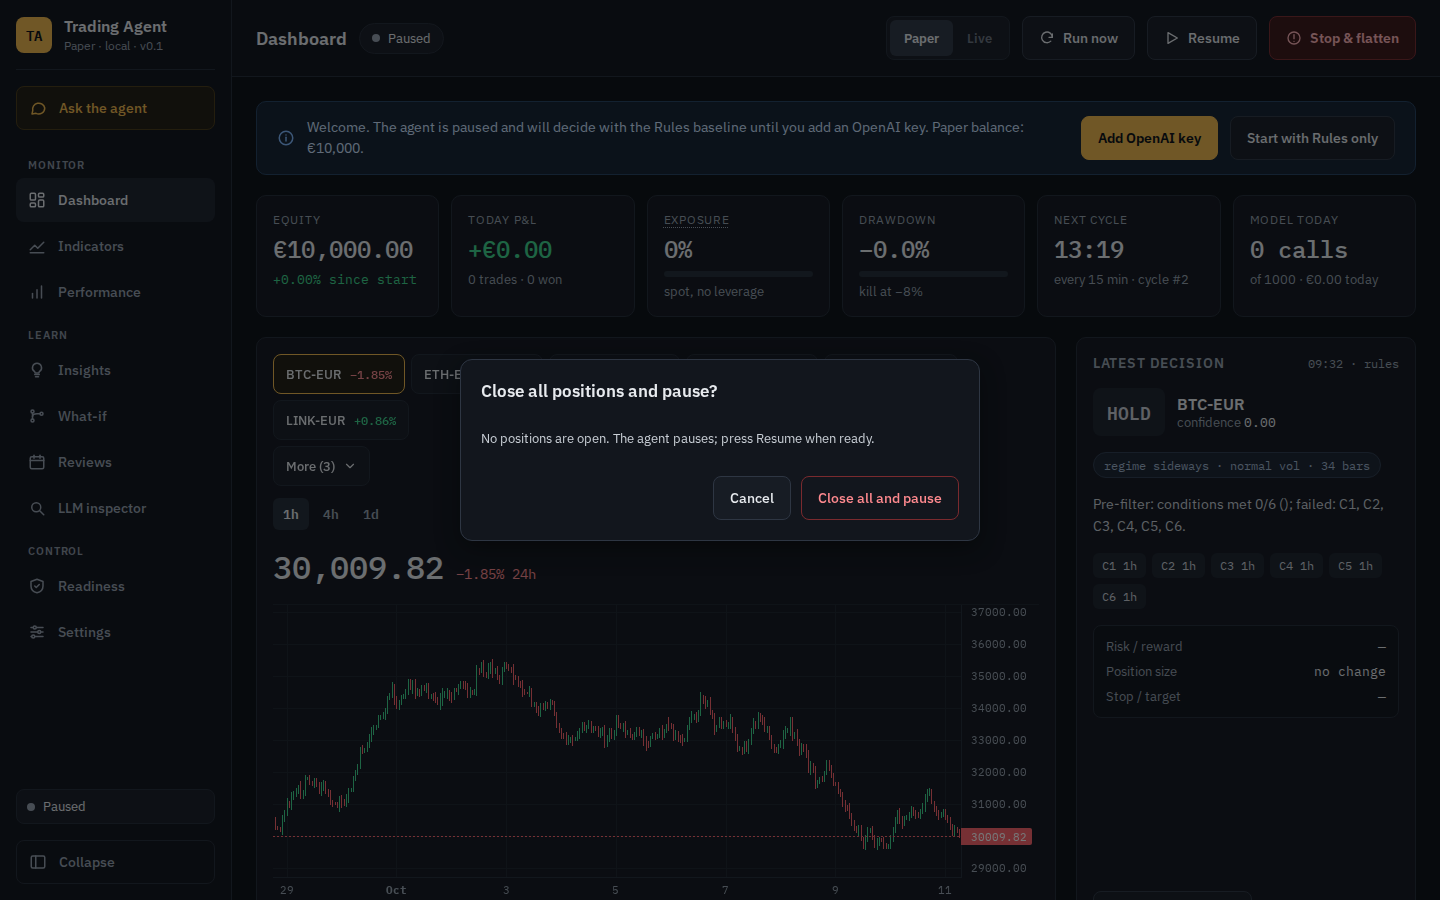 TA
Trading Agent
Paper · local · v0.1
Ask the agent
MONITOR
Dashboard
Indicators
Performance
LEARN
Insights
What-if
Reviews
LLM inspector
CONTROL
Readiness
Settings
Paused
Collapse
Dashboard
Paused
Paper
Live
Run now
Resume
Stop & flatten
Welcome. The agent is paused and will decide with the Rules baseline until you add an OpenAI key. Paper balance:
€10,000.
Add OpenAI key
Start with Rules only
EQUITY
€10,000.00
+0.00% since start
TODAY P&L
+€0.00
0 trades · 0 won
EXPOSURE
0%
spot, no leverage
DRAWDOWN
−0.0%
kill at −8%
NEXT CYCLE
13:19
every 15 min · cycle #2
MODEL TODAY
0 calls
of 1000 · €0.00 today
BTC-EUR −1.85%
ETH-E
LINK-EUR +0.86%
More (3)
1h 4h 1d
Close all positions and pause?
No positions are open. The agent pauses; press Resume when ready.
Cancel
Close all and pause
30,009.82 −1.85% 24h
37000.00
36000.00
35000.00
34000.00
33000.00
32000.00
31000.00
30009.82
29000.00
29 Oct 3 5 7 9 11
LATEST DECISION
09:32 · rules
HOLD
BTC-EUR
confidence 0.00
regime sideways · normal vol · 34 bars
Pre-filter: conditions met 0/6 (); failed: C1, C2,
C3, C4, C5, C6.
C1 1h C2 1h C3 1h C4 1h C5 1h
C6 1h
Risk / reward –
Position size no change
Stop / target –